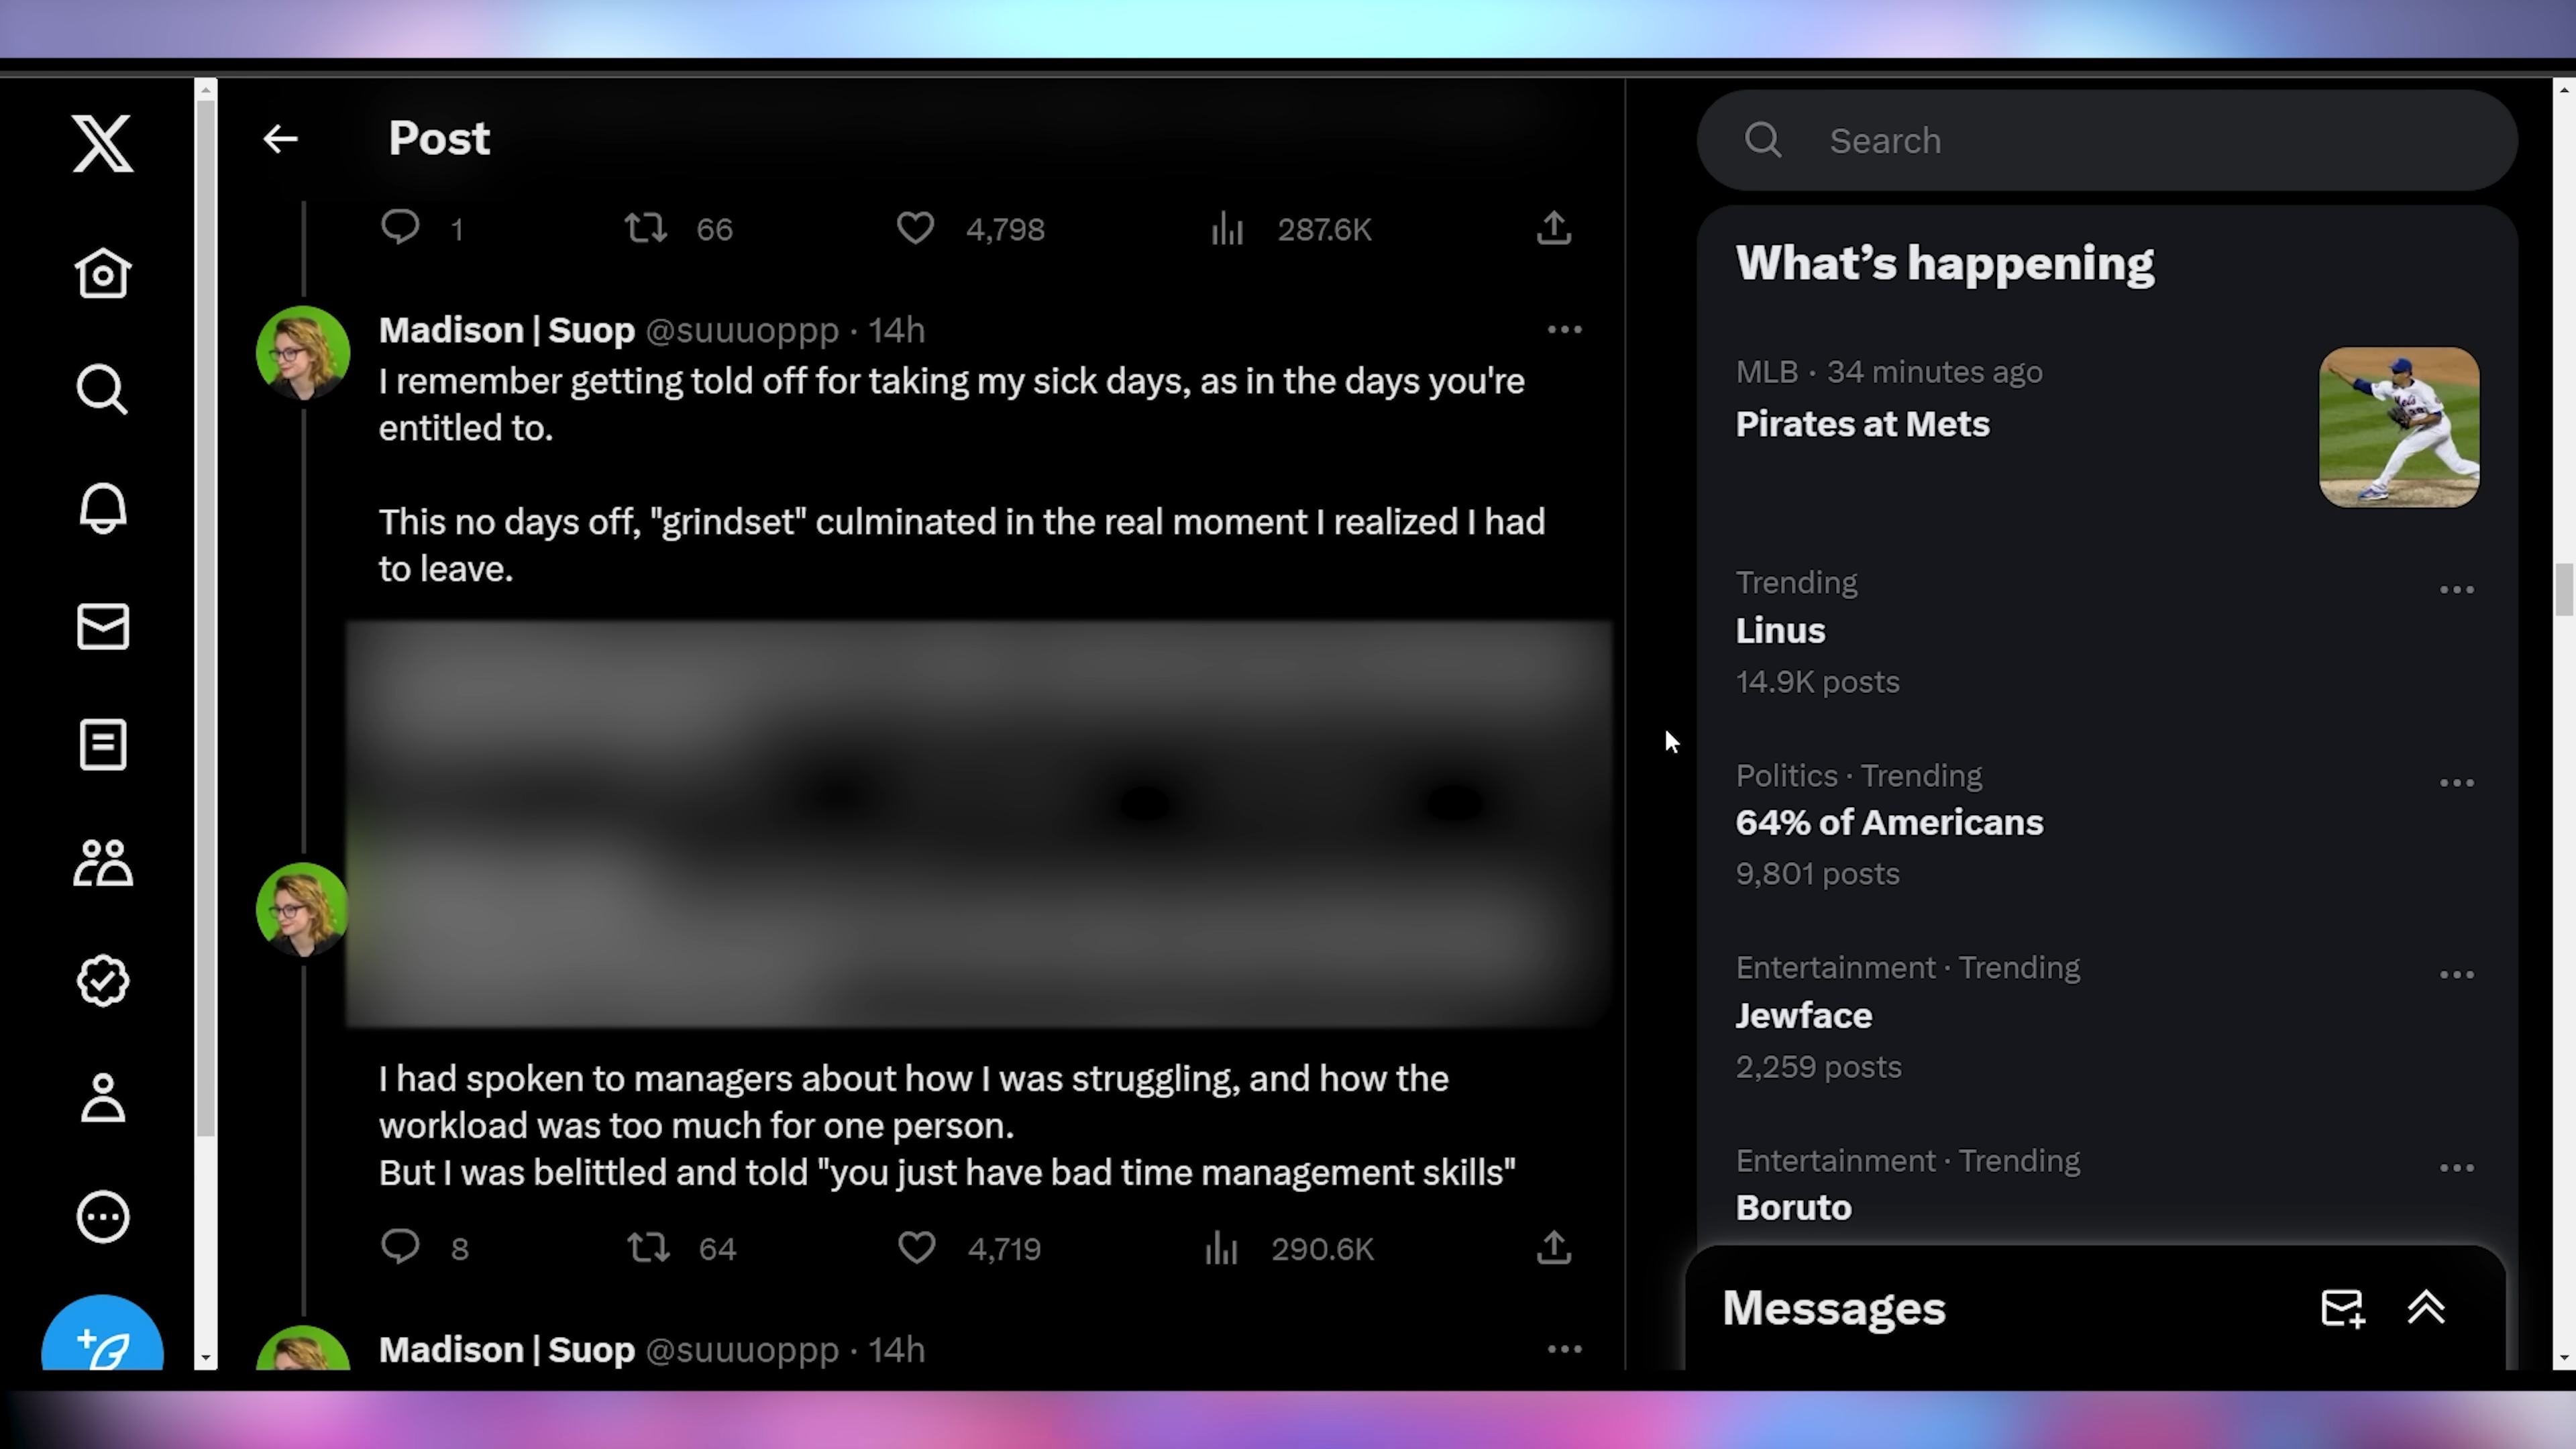 Post
1 66 4,798 287.6K
Madison | Suop @suuuoppp · 14h
I remember getting told off for taking my sick days, as in the days you're
entitled to.
This no days off, "grindset" culminated in the real moment I realized I had
to leave.
I had spoken to managers about how I was struggling, and how the
workload was too much for one person.
But I was belittled and told "you just have bad time management skills"
8 64 4,719 290.6K
Madison | Suop @suuuoppp · 14h
Search
What's happening
MLB · 34 minutes ago
Pirates at Mets
Trending
Linus
14.9K posts
Politics · Trending
64% of Americans
9,801 posts
Entertainment · Trending
Jewface
2,259 posts
Entertainment · Trending
Boruto
Messages